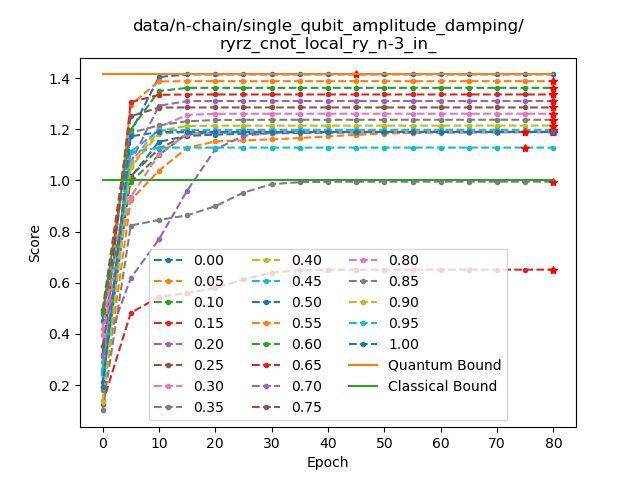 data/n-chain/single_qubit_amplitude_damping/
ryrz_cnot_local_ry_n-3_in_
Score
1.4
1.2
1.0
0.8
0.6
0.4
0.2
0.00 0.40 0.80
0.05 0.45 0.85
0.10 0.50 0.90
0.15 0.55 0.95
0.20 0.60 1.00
0.25 0.65 Quantum Bound
0.30 0.70 Classical Bound
0.35 0.75
0 10 20 30 40 50 60 70 80
Epoch